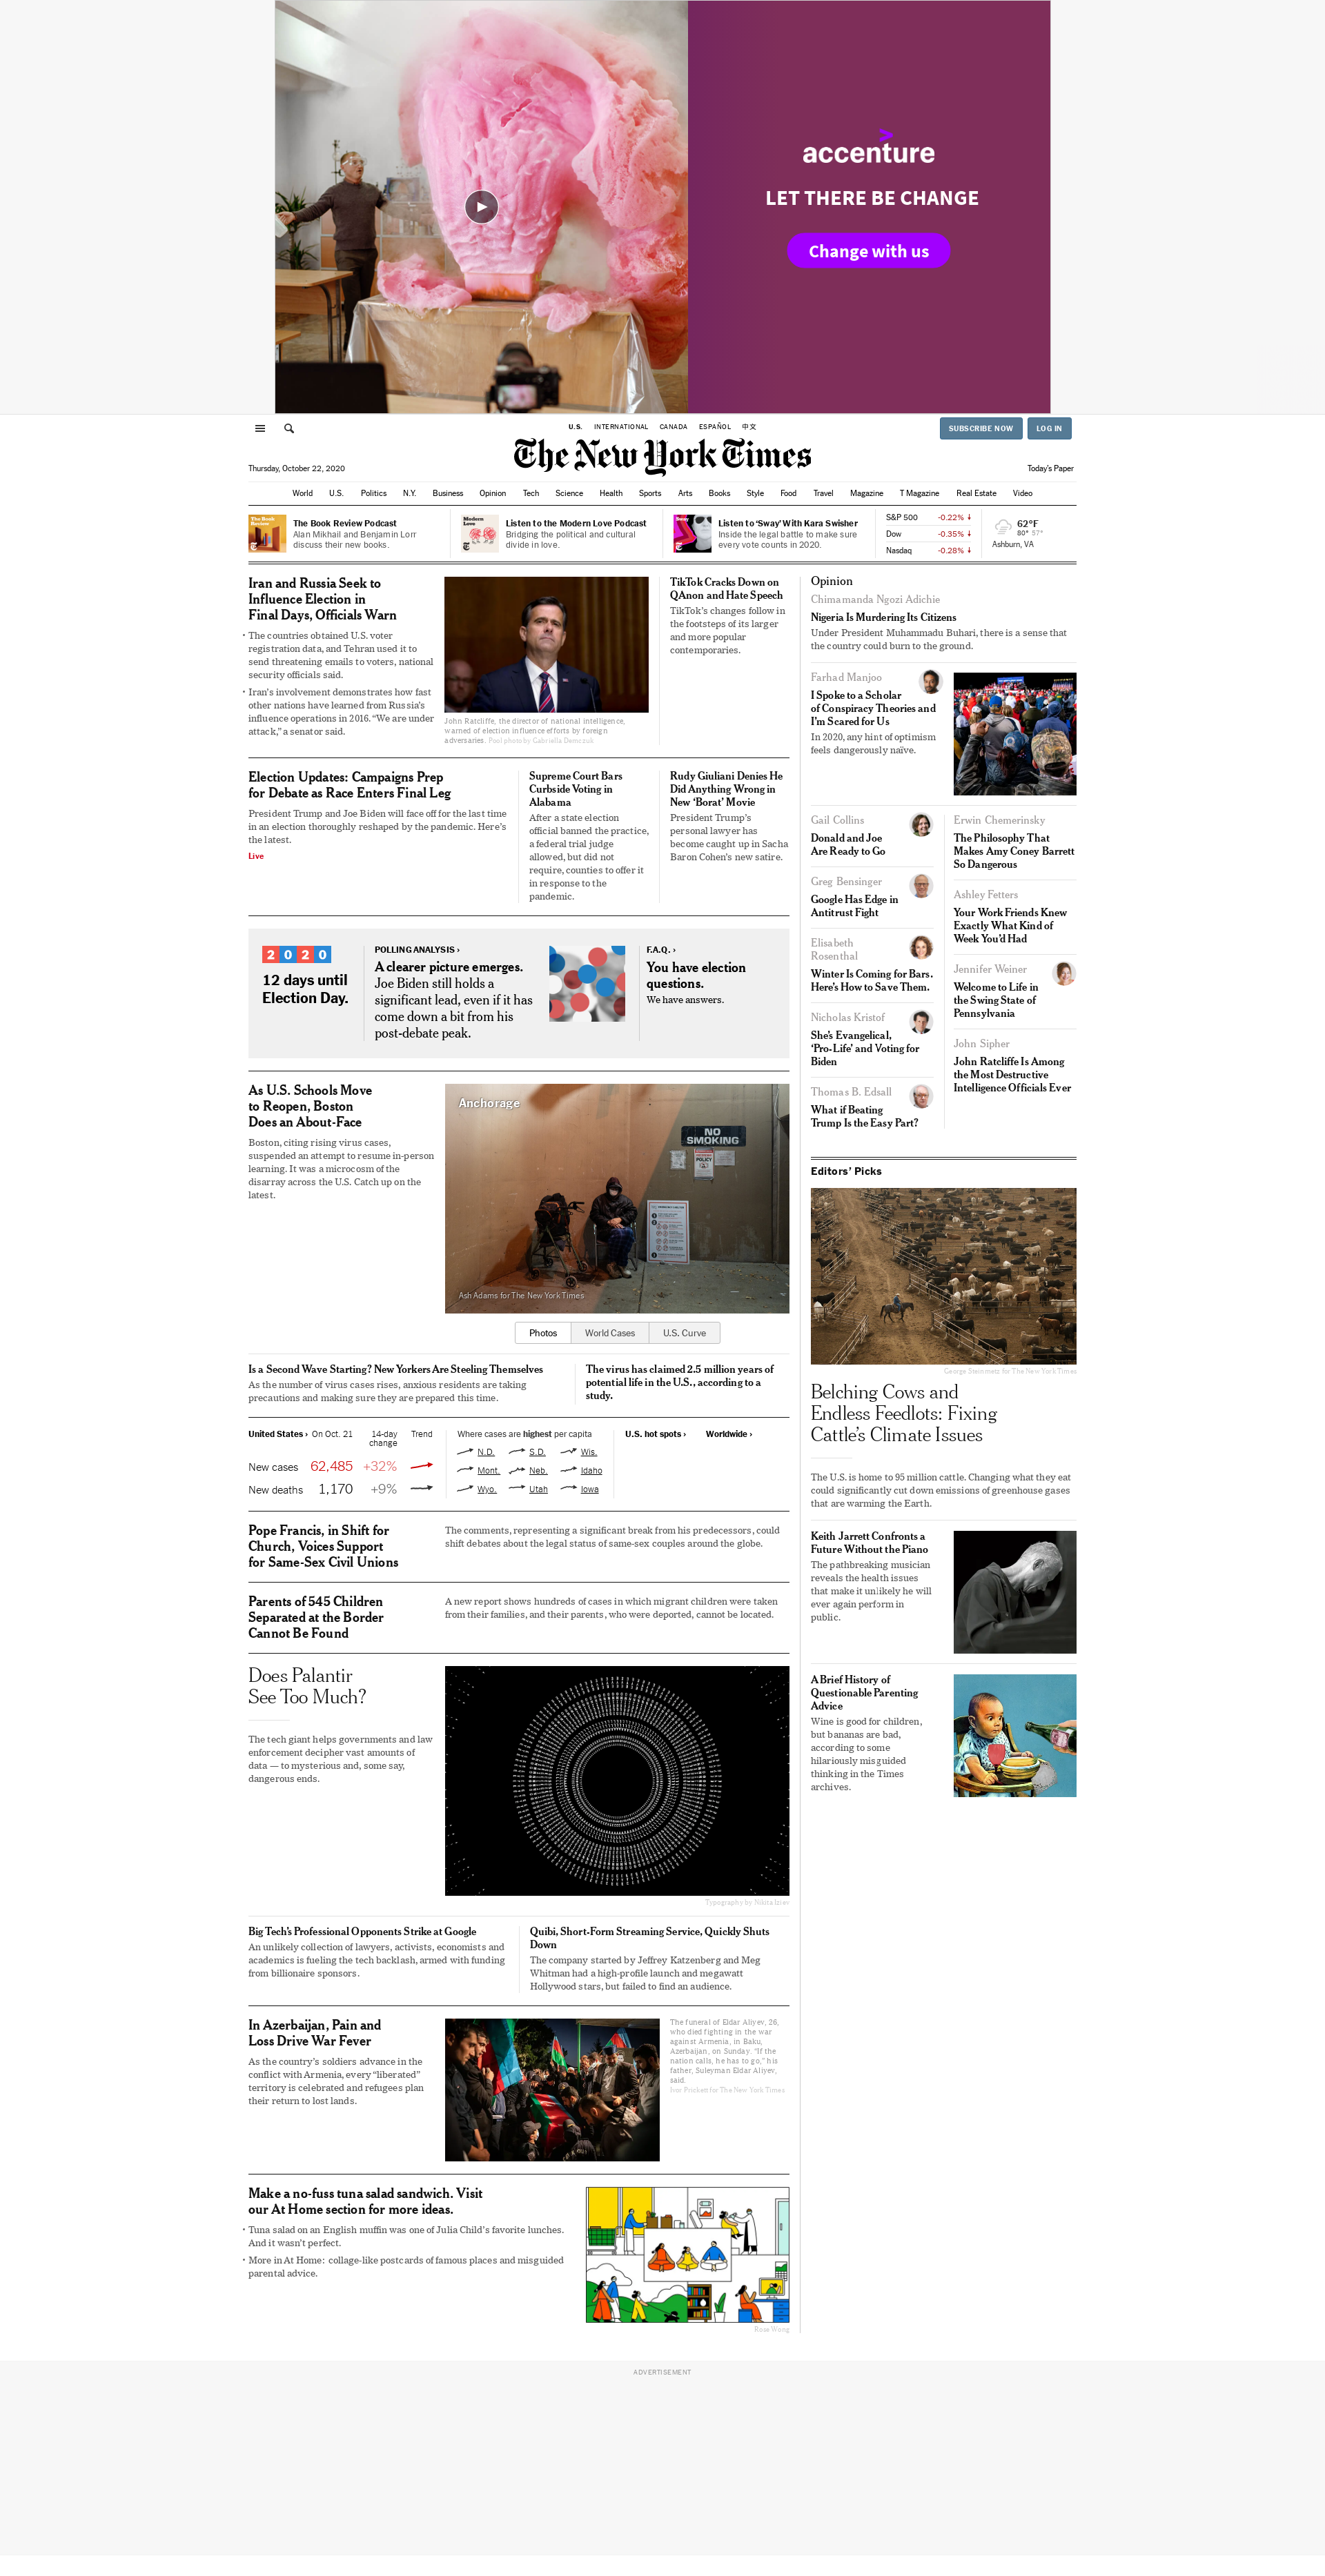 accenture
LET THERE BE CHANGE
Change with us
U.S. INTERNATIONAL CANADA ESPAÑOL 中文
SUBSCRIBE NOW
LOG IN
The New York Times
Thursday, October 22, 2020
Today's Paper
World U.S. Politics N.Y. Business Opinion Tech Science Health Sports Arts Books Style Food Travel Magazine T Magazine Real Estate Video
The Book Review Podcast
Alan Mikhail and Benjamin Lorr
discuss their new books.
Listen to the Modern Love Podcast
Bridging the political and cultural
divide in love.
Listen to ‘Sway’ With Kara Swisher
Inside the legal battle to make sure
every vote counts in 2020.
S&P 500 -0.22% ↓
Dow -0.35% ↓
Nasdaq -0.28% ↓
62°F
80° 57°
Ashburn, VA
Iran and Russia Seek to
Influence Election in
Final Days, Officials Warn
• The countries obtained U.S. voter
registration data, and Tehran used it to
send threatening emails to voters, national
security officials said.
• Iran’s involvement demonstrates how fast
other nations have learned from Russia’s
influence operations in 2016. “We are under
attack,” a senator said.
John Ratcliffe, the director of national intelligence,
warned of election influence efforts by foreign
adversaries. Pool photo by Gabriella Demczuk
TikTok Cracks Down on
QAnon and Hate Speech
TikTok’s changes follow in
the footsteps of its larger
and more popular
contemporaries.
Election Updates: Campaigns Prep
for Debate as Race Enters Final Leg
President Trump and Joe Biden will face off for the last time
in an election thoroughly reshaped by the pandemic. Here’s
the latest.
Live
Supreme Court Bars
Curbside Voting in
Alabama
After a state election
official banned the practice,
a federal trial judge
allowed, but did not
require, counties to offer it
in response to the
pandemic.
Rudy Giuliani Denies He
Did Anything Wrong in
New ‘Borat’ Movie
President Trump’s
personal lawyer has
become caught up in Sacha
Baron Cohen’s new satire.
2020
12 days until
Election Day.
POLLING ANALYSIS ›
A clearer picture emerges.
Joe Biden still holds a
significant lead, even if it has
come down a bit from his
post-debate peak.
F.A.Q. ›
You have election
questions.
We have answers.
As U.S. Schools Move
to Reopen, Boston
Does an About-Face
Boston, citing rising virus cases,
suspended an attempt to resume in-person
learning. It was a microcosm of the
disarray across the U.S. Catch up on the
latest.
Anchorage
NO
SMOKING
Ash Adams for The New York Times
Photos World Cases U.S. Curve
Is a Second Wave Starting? New Yorkers Are Steeling Themselves
As the number of virus cases rises, anxious residents are taking
precautions and making sure they are prepared this time.
The virus has claimed 2.5 million years of
potential life in the U.S., according to a
study.
United States › On Oct. 21 14-day
change Trend
New cases 62,485 +32%
New deaths 1,170 +9%
Where cases are highest per capita
N.D. S.D. Wis.
Mont. Neb. Idaho
Wyo. Utah Iowa
U.S. hot spots › Worldwide ›
Pope Francis, in Shift for
Church, Voices Support
for Same-Sex Civil Unions
The comments, representing a significant break from his predecessors, could
shift debates about the legal status of same-sex couples around the globe.
Parents of 545 Children
Separated at the Border
Cannot Be Found
A new report shows hundreds of cases in which migrant children were taken
from their families, and their parents, who were deported, cannot be located.
Does Palantir
See Too Much?
The tech giant helps governments and law
enforcement decipher vast amounts of
data — to mysterious and, some say,
dangerous ends.
Typography by Nikita Iziev
Big Tech’s Professional Opponents Strike at Google
An unlikely collection of lawyers, activists, economists and
academics is fueling the tech backlash, armed with funding
from billionaire sponsors.
Quibi, Short-Form Streaming Service, Quickly Shuts
Down
The company started by Jeffrey Katzenberg and Meg
Whitman had a high-profile launch and megawatt
Hollywood stars, but failed to find an audience.
In Azerbaijan, Pain and
Loss Drive War Fever
As the country’s soldiers advance in the
conflict with Armenia, every “liberated”
territory is celebrated and refugees plan
their return to lost lands.
The funeral of Eldar Aliyev, 26,
who died fighting in the war
against Armenia, in Baku,
Azerbaijan, on Sunday. “If the
nation calls, he has to go,” his
father, Suleyman Eldar Aliyev,
said.
Ivor Prickett for The New York Times
Make a no-fuss tuna salad sandwich. Visit
our At Home section for more ideas.
• Tuna salad on an English muffin was one of Julia Child’s favorite lunches.
And it wasn’t perfect.
• More in At Home: collage-like postcards of famous places and misguided
parental advice.
Rose Wong
Opinion
Chimamanda Ngozi Adichie
Nigeria Is Murdering Its Citizens
Under President Muhammadu Buhari, there is a sense that
the country could burn to the ground.
Farhad Manjoo
I Spoke to a Scholar
of Conspiracy Theories and
I’m Scared for Us
In 2020, any hint of optimism
feels dangerously naïve.
Gail Collins
Donald and Joe
Are Ready to Go
Greg Bensinger
Google Has Edge in
Antitrust Fight
Elisabeth
Rosenthal
Winter Is Coming for Bars.
Here’s How to Save Them.
Nicholas Kristof
She’s Evangelical,
‘Pro-Life’ and Voting for
Biden
Thomas B. Edsall
What if Beating
Trump Is the Easy Part?
Erwin Chemerinsky
The Philosophy That
Makes Amy Coney Barrett
So Dangerous
Ashley Fetters
Your Work Friends Knew
Exactly What Kind of
Week You’d Had
Jennifer Weiner
Welcome to Life in
the Swing State of
Pennsylvania
John Sipher
John Ratcliffe Is Among
the Most Destructive
Intelligence Officials Ever
Editors’ Picks
George Steinmetz for The New York Times
Belching Cows and
Endless Feedlots: Fixing
Cattle’s Climate Issues
The U.S. is home to 95 million cattle. Changing what they eat
could significantly cut down emissions of greenhouse gases
that are warming the Earth.
Keith Jarrett Confronts a
Future Without the Piano
The pathbreaking musician
reveals the health issues
that make it unlikely he will
ever again perform in
public.
A Brief History of
Questionable Parenting
Advice
Wine is good for children,
but bananas are bad,
according to some
hilariously misguided
thinking in the Times
archives.
ADVERTISEMENT